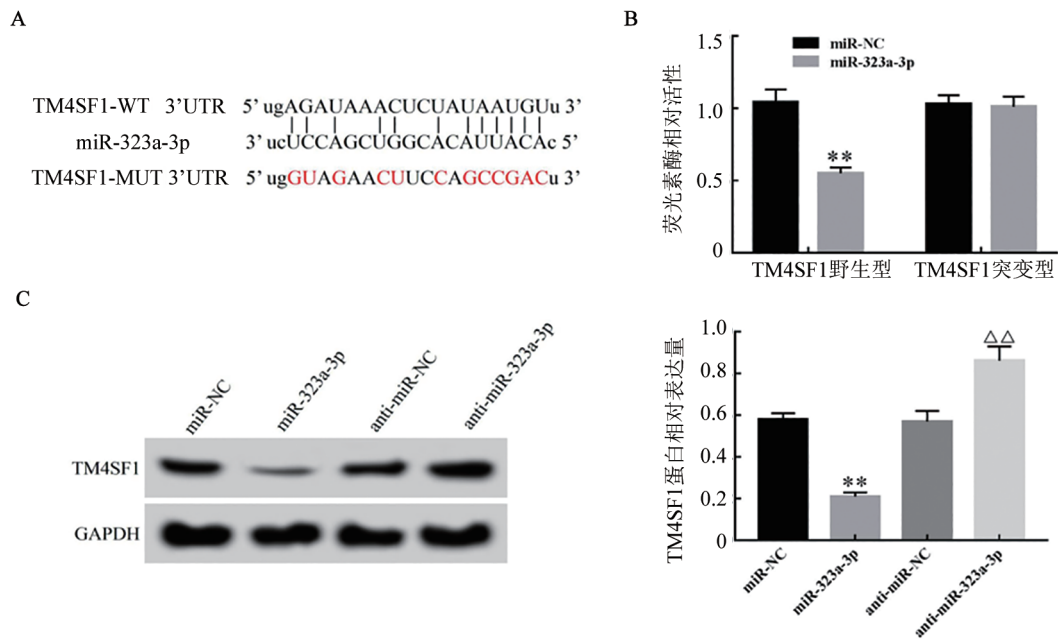 A
TM4SF1-WT 3'UTR 5' ugAGAUAAACUCUAUAAUGUu 3'
miR-323a-3p 3' ucUCCAGCUGGCACAUUACAc 5'
TM4SF1-MUT 3'UTR 5' ugGUAGAACUUCCAGCCGACu 3'
B
miR-NC
miR-323a-3p
荧光素酶相对活性
1.5
1.0
0.5
0
**
TM4SF1野生型
TM4SF1突变型
C
miR-NC
miR-323a-3p
anti-miR-NC
anti-miR-323a-3p
TM4SF1
GAPDH
TM4SF1蛋白相对表达量
1.0
0.8
0.6
0.4
0.2
0
**
△△
miR-NC
miR-323a-3p
anti-miR-NC
anti-miR-323a-3p